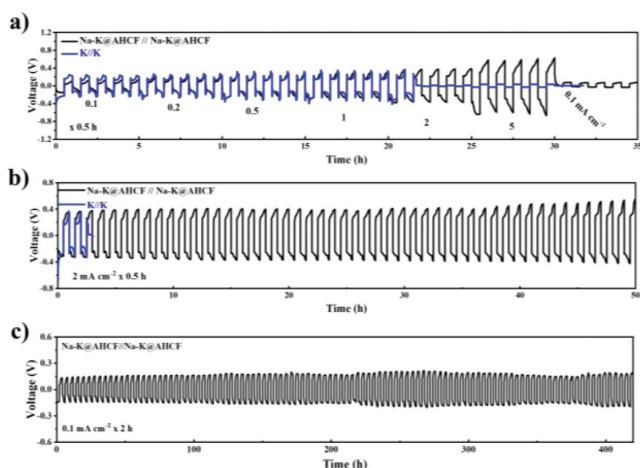 a)
1.2
0.8
0.4
0.0
-0.4
-0.8
-1.2
Voltage (V)
Na-K@AHCF // Na-K@AHCF
K//K
0.1
0.2
0.5
1
2
5
0.1 mA cm⁻²
x 0.5 h
0 5 10 15 20 25 30 35
Time (h)
b)
0.8
0.4
0.0
-0.4
-0.8
Voltage (V)
Na-K@AHCF // Na-K@AHCF
K//K
2 mA cm⁻² x 0.5 h
0 5 10 15 20 25 30 35 40 45 50
Time (h)
c)
0.6
0.3
0.0
-0.3
-0.6
Voltage (V)
Na-K@AHCF//Na-K@AHCF
0.1 mA cm⁻² x 2 h
0 100 200 300 400
Time (h)